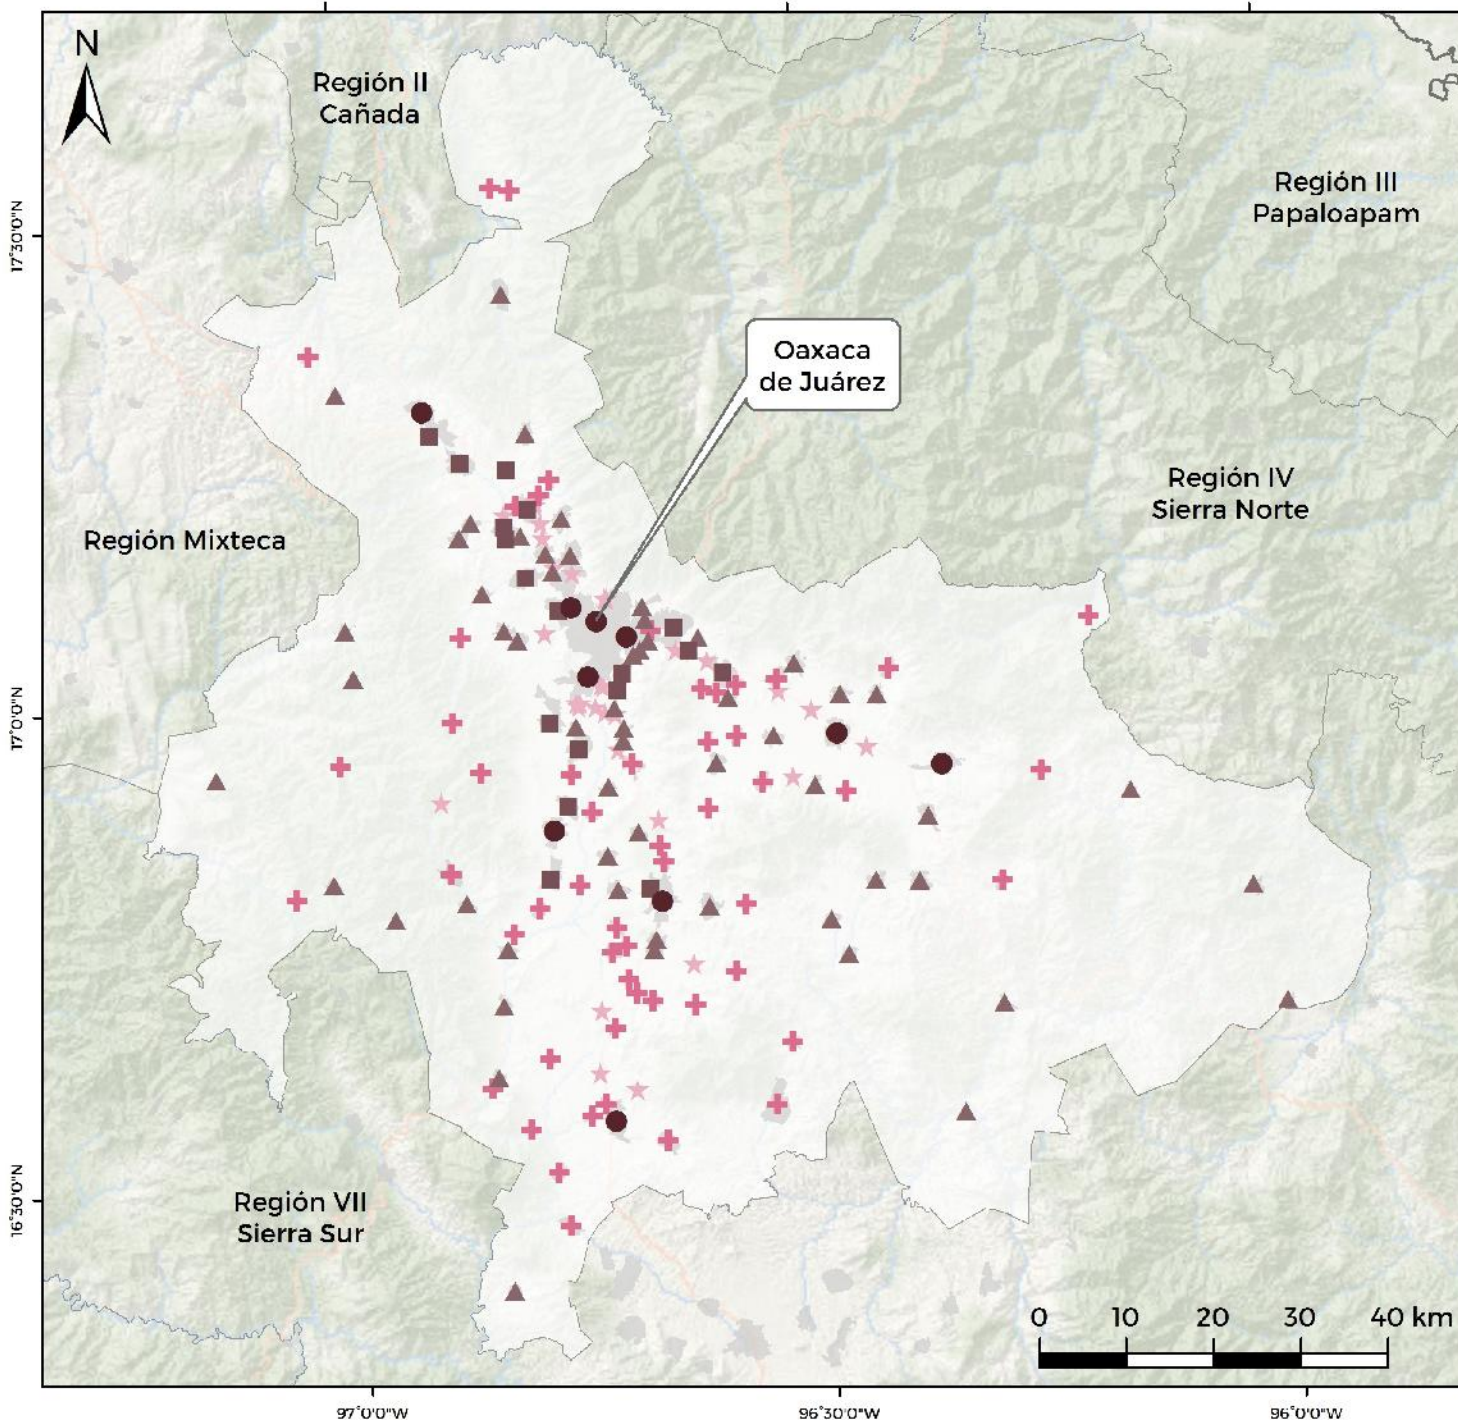 N
Región II
Cañada
Región III
Papaloapam
17°30'0"N
Oaxaca
de Juárez
Región IV
Sierra Norte
Región Mixteca
17°0'0"N
Región VII
Sierra Sur
16°30'0"N
0 10 20 30 40 km
97°0'0"W 96°30'0"W 96°0'0"W